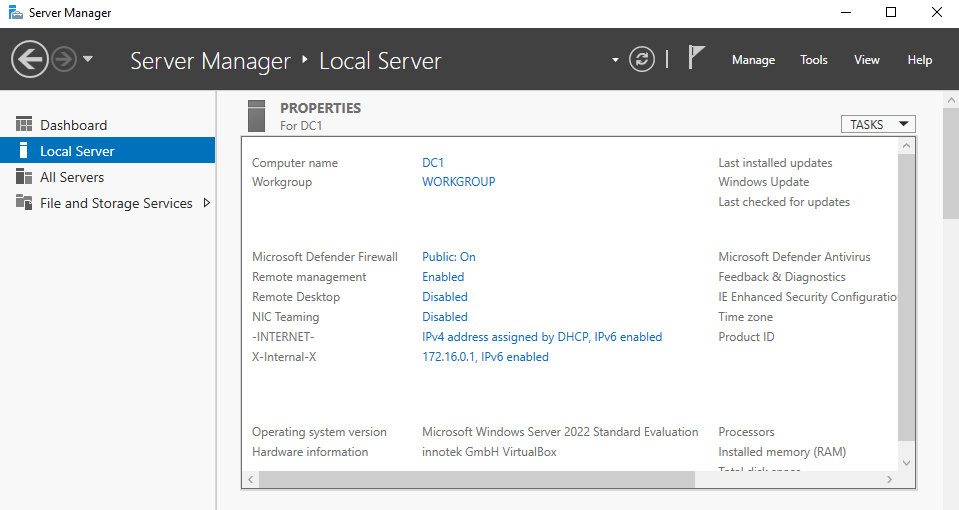 Server Manager
Server Manager Local Server
Manage Tools View Help
Dashboard
Local Server
All Servers
File and Storage Services
PROPERTIES
For DC1
TASKS
Computer name DC1 Last installed updates
Workgroup WORKGROUP Windows Update
Last checked for updates
Microsoft Defender Firewall Public: On Microsoft Defender Antivirus
Remote management Enabled Feedback & Diagnostics
Remote Desktop Disabled IE Enhanced Security Configuratio
NIC Teaming Disabled Time zone
-INTERNET- IPv4 address assigned by DHCP, IPv6 enabled Product ID
X-Internal-X 172.16.0.1, IPv6 enabled
Operating system version Microsoft Windows Server 2022 Standard Evaluation Processors
Hardware information innotek GmbH VirtualBox Installed memory (RAM)
Total disk space